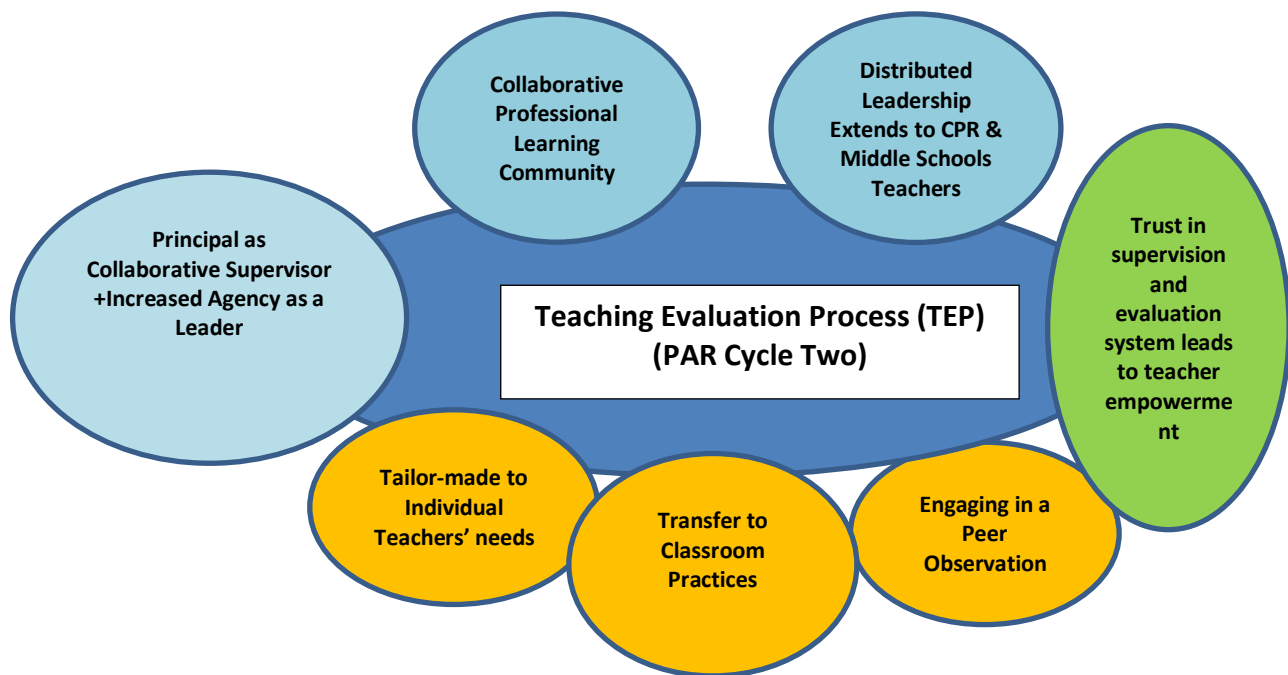 Collaborative
Professional
Learning
Community
Distributed
Leadership
Extends to CPR &
Middle Schools
Teachers
Principal as
Collaborative Supervisor
+Increased Agency as a
Leader
Teaching Evaluation Process (TEP)
(PAR Cycle Two)
Trust in
supervision
and
evaluation
system leads
to teacher
empowerme
nt
Tailor-made to
Individual
Teachers’ needs
Transfer to
Classroom
Practices
Engaging in a
Peer
Observation